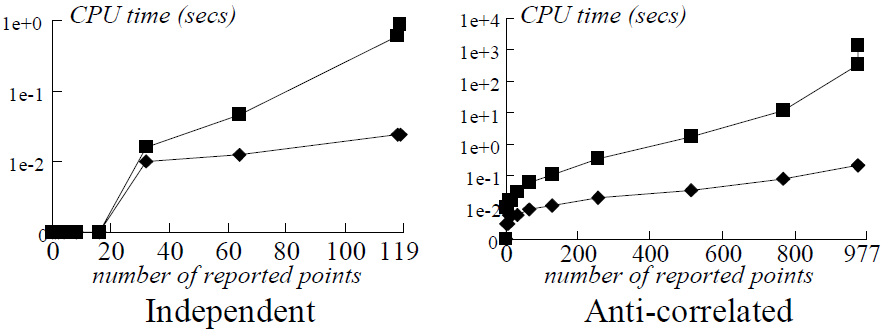 CPU time (secs)
1e+0
1e-1
1e-2
0
0 20 40 60 80 100 119
number of reported points
Independent
CPU time (secs)
1e+4
1e+3
1e+2
1e+1
1e+0
1e-1
1e-2
0
0 200 400 600 800 977
number of reported points
Anti-correlated